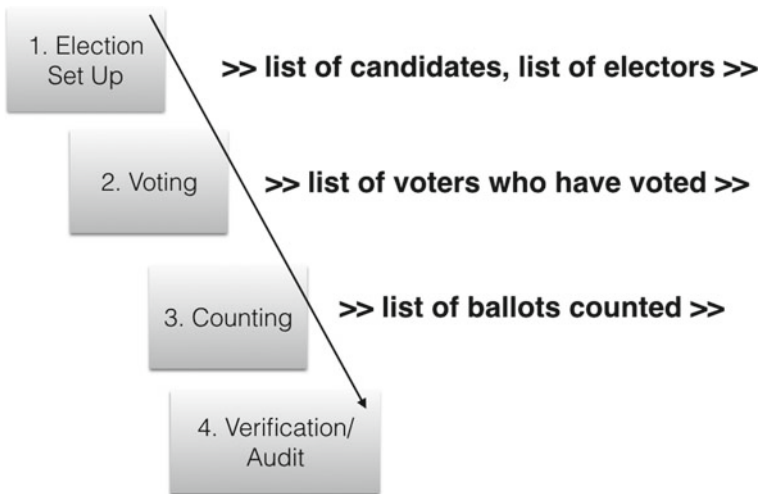 1. Election
Set Up
>> list of candidates, list of electors >>
2. Voting
>> list of voters who have voted >>
3. Counting
>> list of ballots counted >>
4. Verification/
Audit